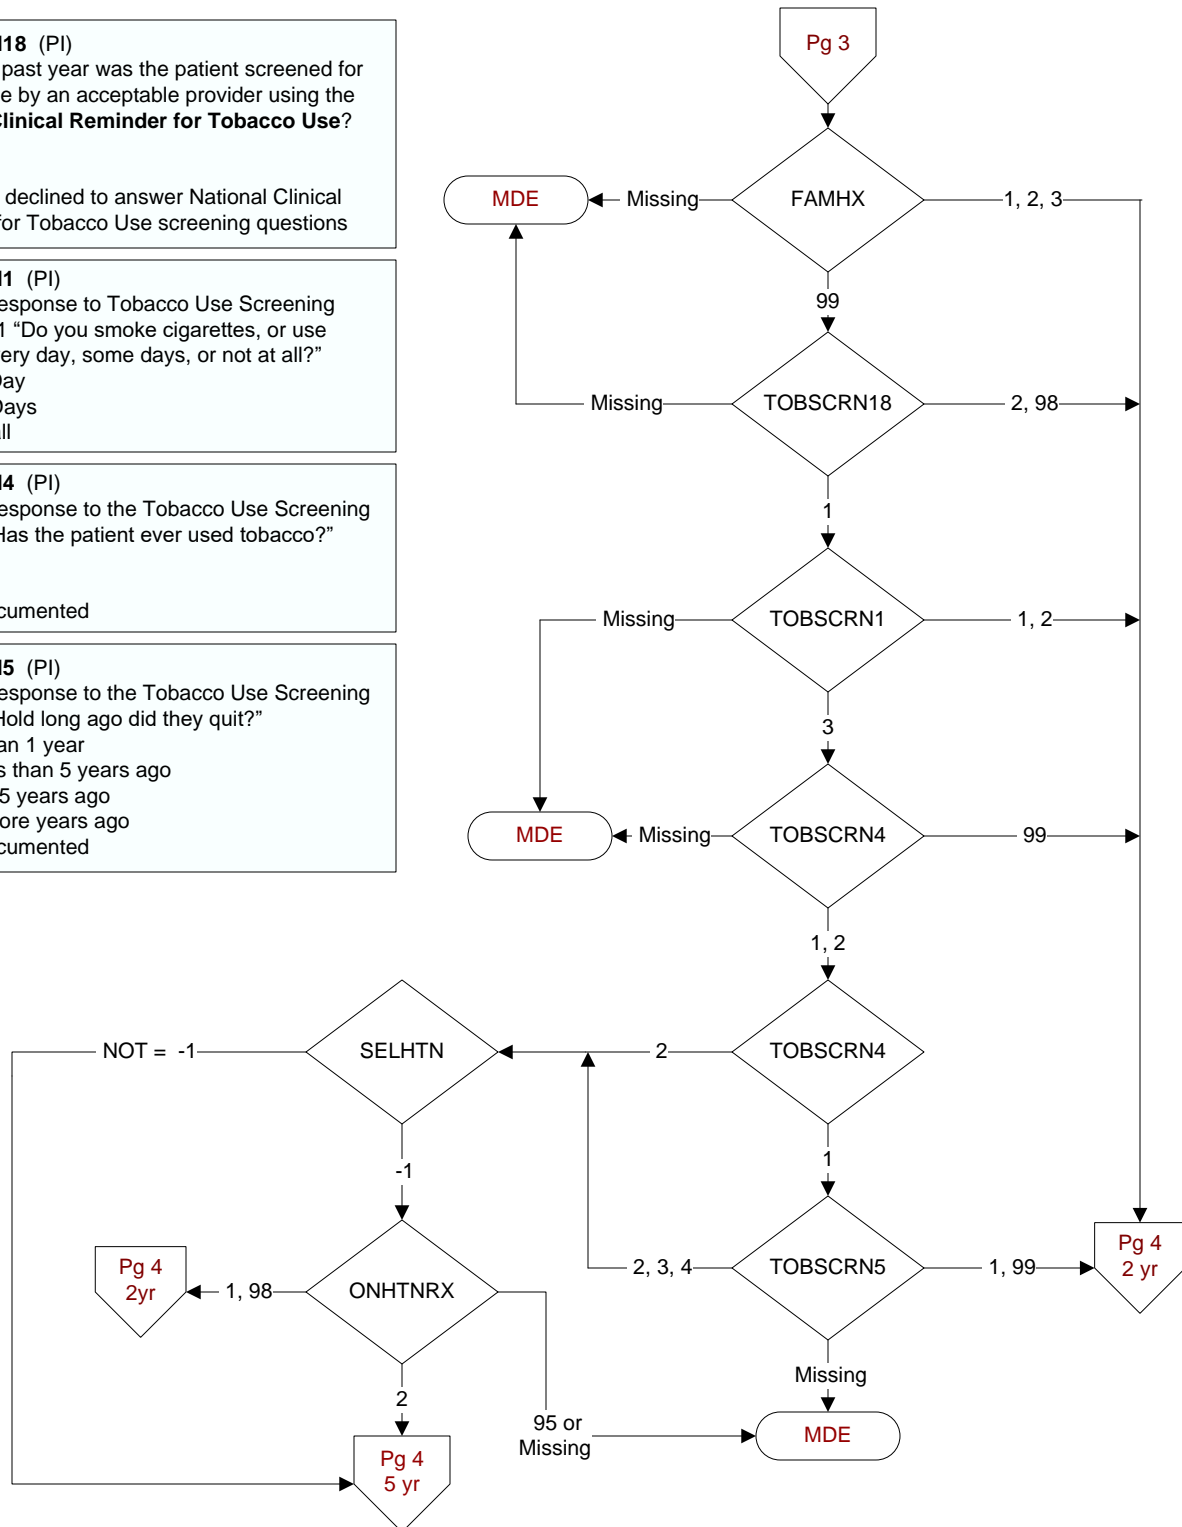 18 (PI)
past year was the patient screened for
e by an acceptable provider using the
Clinical Reminder for Tobacco Use?
declined to answer National Clinical
for Tobacco Use screening questions
1 (PI)
esponse to Tobacco Use Screening
1 “Do you smoke cigarettes, or use
ery day, some days, or not at all?”
Day
Days
all
4 (PI)
esponse to the Tobacco Use Screening
Has the patient ever used tobacco?”
cumented
5 (PI)
esponse to the Tobacco Use Screening
Hold long ago did they quit?”
an 1 year
s than 5 years ago
5 years ago
ore years ago
cumented
Pg 3
MDE
Missing
FAMHX
1, 2, 3
99
Missing
TOBSCRN18
2, 98
1
Missing
TOBSCRN1
1, 2
3
MDE
Missing
TOBSCRN4
99
1, 2
NOT = -1
SELHTN
2
TOBSCRN4
-1
1
Pg 4
2yr
1, 98
ONHTNRX
2, 3, 4
TOBSCRN5
1, 99
Pg 4
2 yr
2
95 or
Missing
Missing
MDE
Pg 4
5 yr